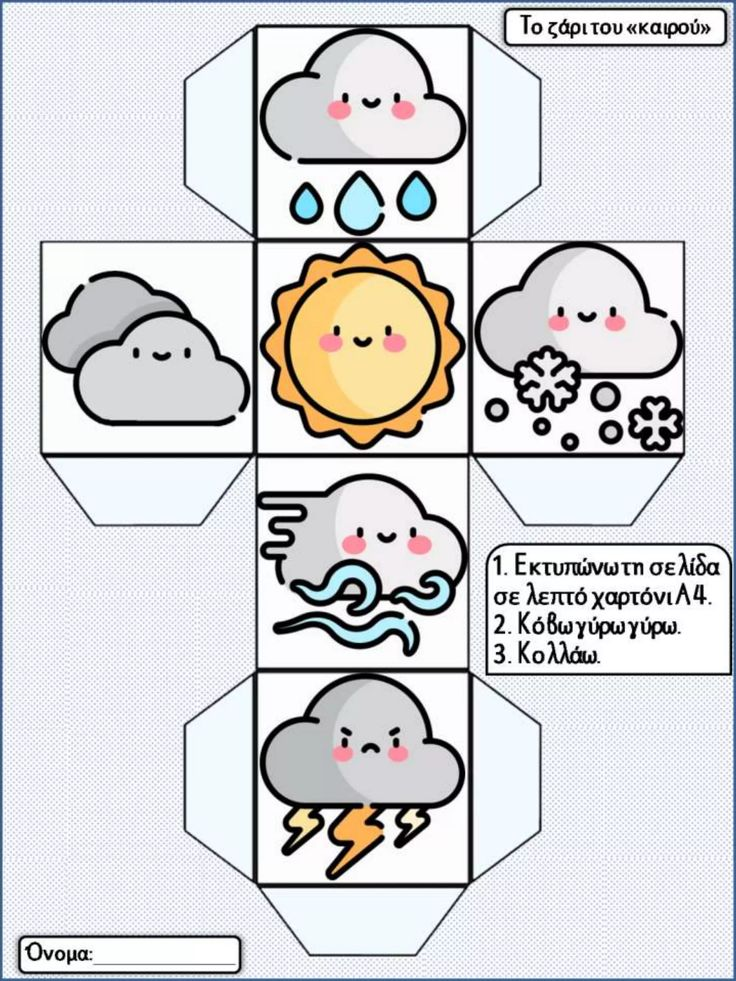 Το ζάρι του «καιρού»
1. Εκτυπώνω τη σελίδα
σε λεπτό χαρτόνι Α4.
2. Κόβω γύρω γύρω.
3. Κολλάω.
Όνομα:_______________